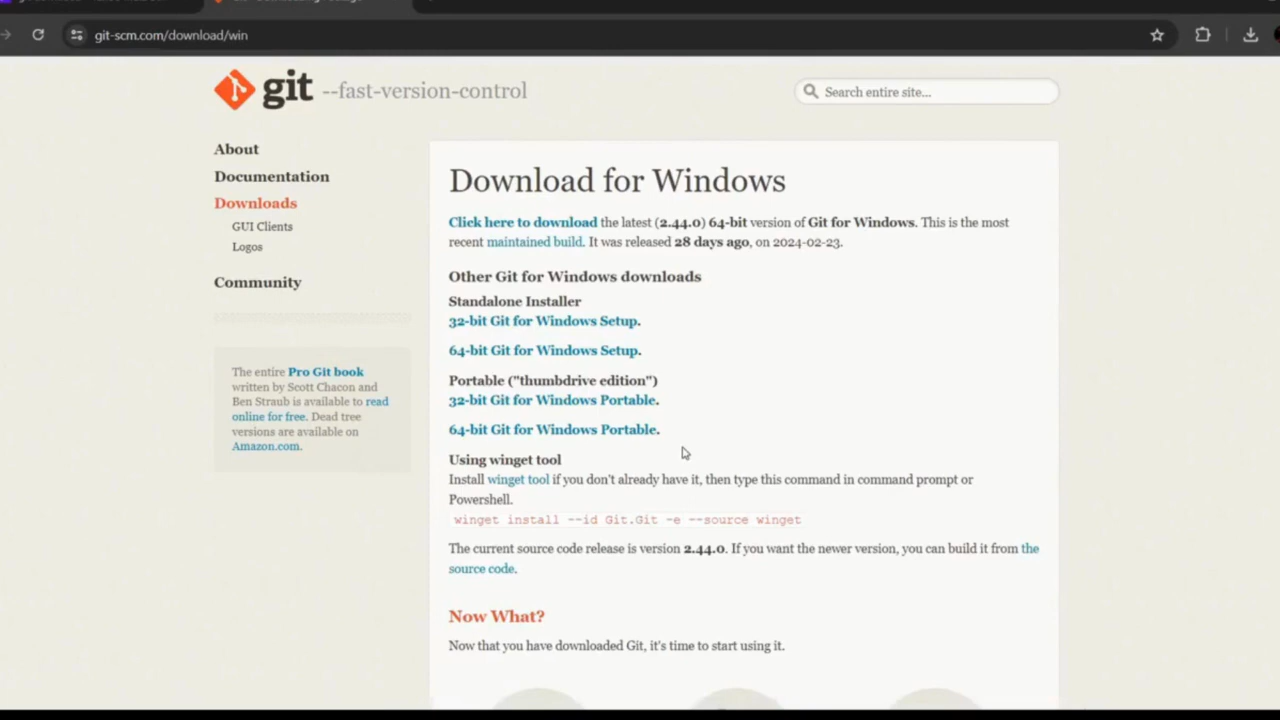 git-scm.com/download/win
git --fast-version-control
Search entire site...
About
Documentation
Downloads
GUI Clients
Logos
Community
The entire Pro Git book
written by Scott Chacon and
Ben Straub is available to read
online for free. Dead tree
versions are available on
Amazon.com.
Download for Windows
Click here to download the latest (2.44.0) 64-bit version of Git for Windows. This is the most
recent maintained build. It was released 28 days ago, on 2024-02-23.
Other Git for Windows downloads
Standalone Installer
32-bit Git for Windows Setup.
64-bit Git for Windows Setup.
Portable ("thumbdrive edition")
32-bit Git for Windows Portable.
64-bit Git for Windows Portable.
Using winget tool
Install winget tool if you don't already have it, then type this command in command prompt or
Powershell.
winget install --id Git.Git -e --source winget
The current source code release is version 2.44.0. If you want the newer version, you can build it from the
source code.
Now What?
Now that you have downloaded Git, it's time to start using it.